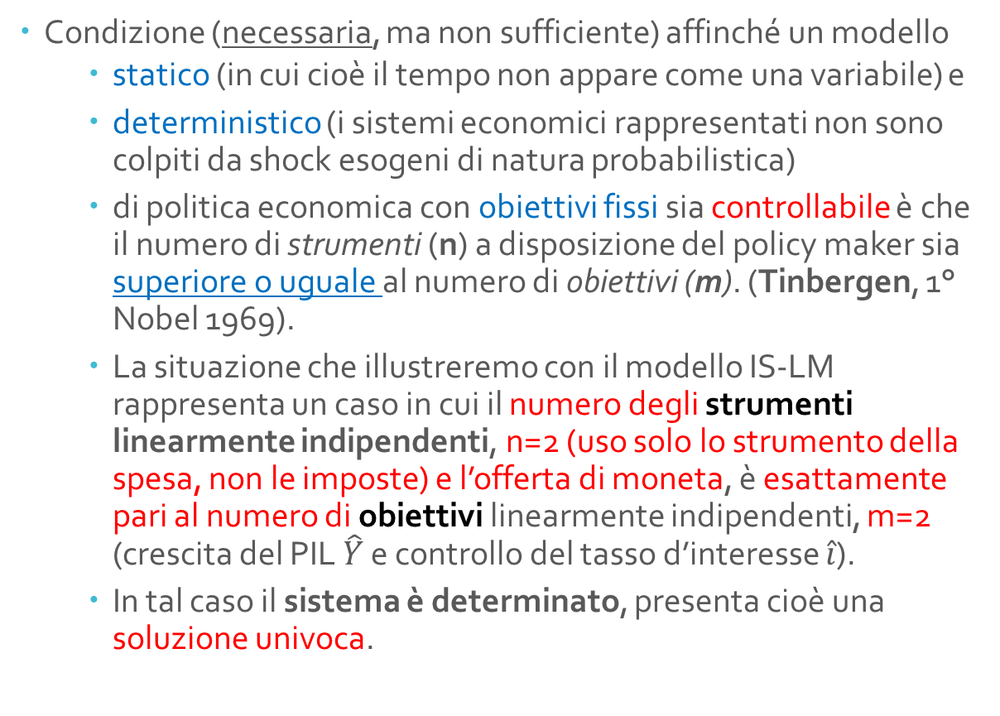 • Condizione (necessaria, ma non sufficiente) affinché un modello
• statico (in cui cioè il tempo non appare come una variabile) e
• deterministico (i sistemi economici rappresentati non sono
colpiti da shock esogeni di natura probabilistica)
• di politica economica con obiettivi fissi sia controllabile è che
il numero di strumenti (n) a disposizione del policy maker sia
superiore o uguale al numero di obiettivi (m). (Tinbergen, 1°
Nobel 1969).
• La situazione che illustreremo con il modello IS-LM
rappresenta un caso in cui il numero degli strumenti
linearmente indipendenti, n=2 (uso solo lo strumento della
spesa, non le imposte) e l’offerta di moneta, è esattamente
pari al numero di obiettivi linearmente indipendenti, m=2
(crescita del PIL Ŷ e controllo del tasso d’interesse î).
• In tal caso il sistema è determinato, presenta cioè una
soluzione univoca.